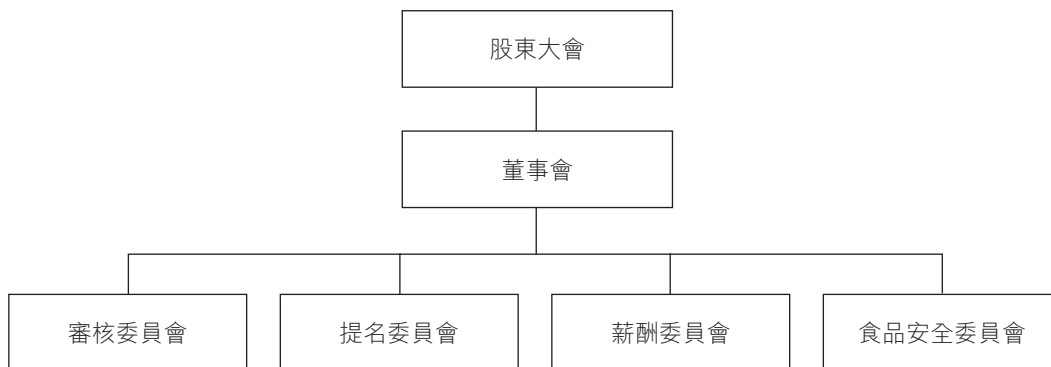 股東大會
董事會
審核委員會
提名委員會
薪酬委員會
食品安全委員會